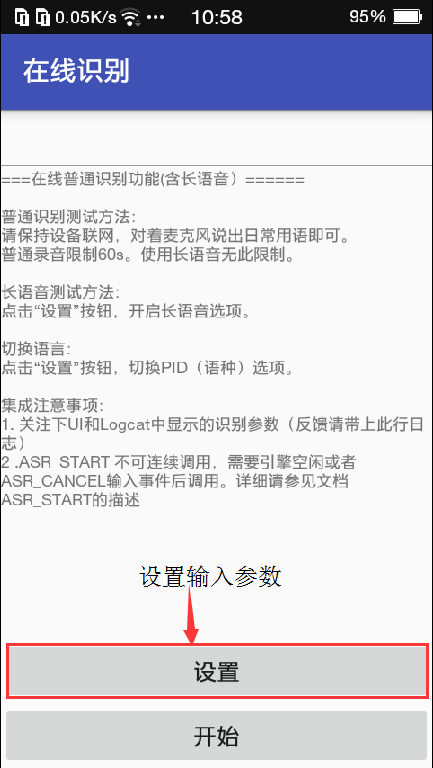 0.05K/s 10:58 95%
在线识别
===在线普通识别功能(含长语音）======
普通识别测试方法:
请保持设备联网，对着麦克风说出日常用语即可。
普通录音限制60s。使用长语音无此限制。
长语音测试方法:
点击“设置”按钮，开启长语音选项。
切换语言:
点击“设置”按钮，切换PID（语种）选项。
集成注意事项:
1. 关注下UI和Logcat中显示的识别参数（反馈请带上此行日
志）
2 .ASR_START 不可连续调用，需要引擎空闲或者
ASR_CANCEL输入事件后调用。详细请参见文档
ASR_START的描述
设置输入参数
设置
开始